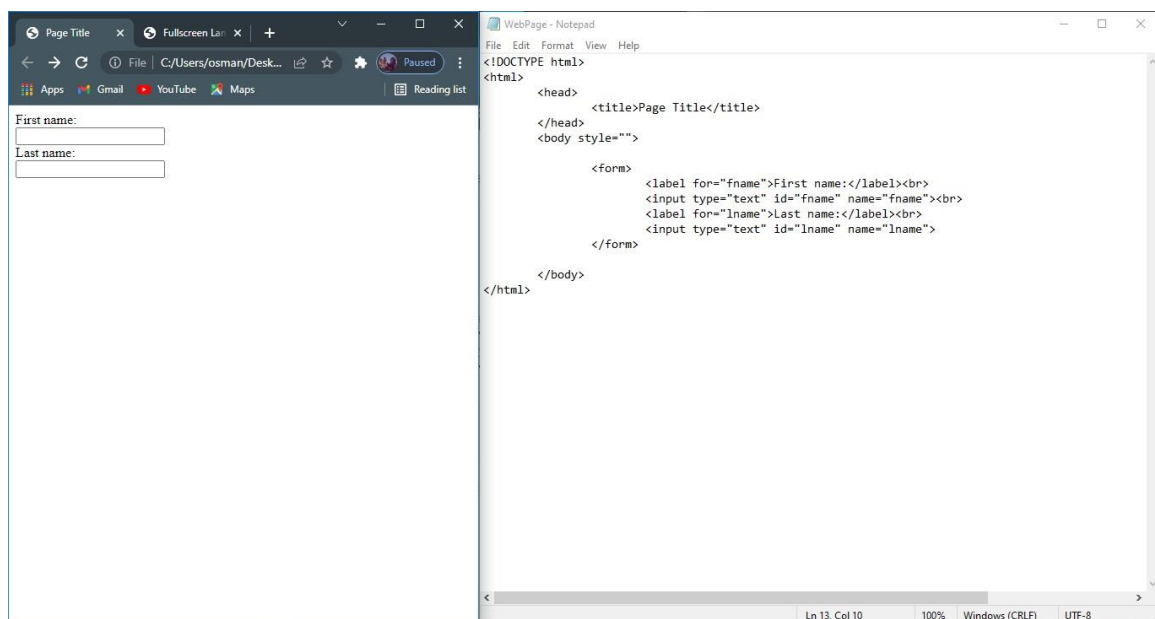 Page Title
Fullscreen Lan
File | C:/Users/osman/Desk...
Paused
Apps
Gmail
YouTube
Maps
Reading list
First name:
Last name:
WebPage - Notepad
File Edit Format View Help
<!DOCTYPE html>
<html>
<head>
<title>Page Title</title>
</head>
<body style="">
<form>
<label for="fname">First name:</label><br>
<input type="text" id="fname" name="fname"><br>
<label for="lname">Last name:</label><br>
<input type="text" id="lname" name="lname">
</form>
</body>
</html>
Ln 13, Col 10
100%
Windows (CRLF)
UTF-8